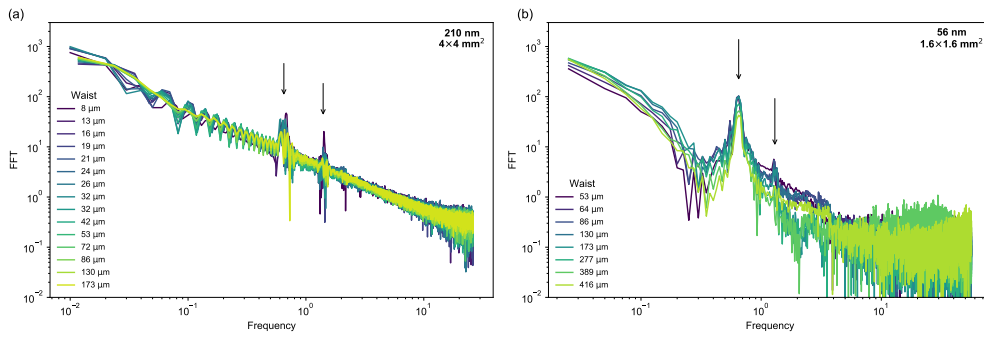 (a)
210 nm
4×4 mm²
10³
10²
10¹
10⁰
10⁻¹
10⁻²
FFT
Waist
8 µm
13 µm
16 µm
19 µm
21 µm
24 µm
26 µm
32 µm
32 µm
42 µm
53 µm
72 µm
86 µm
130 µm
173 µm
10⁻²
10⁻¹
10⁰
10¹
Frequency
(b)
56 nm
1.6×1.6 mm²
10³
10²
10¹
10⁰
10⁻¹
10⁻²
FFT
Waist
53 µm
64 µm
86 µm
130 µm
173 µm
277 µm
389 µm
416 µm
10⁻¹
10⁰
10¹
Frequency